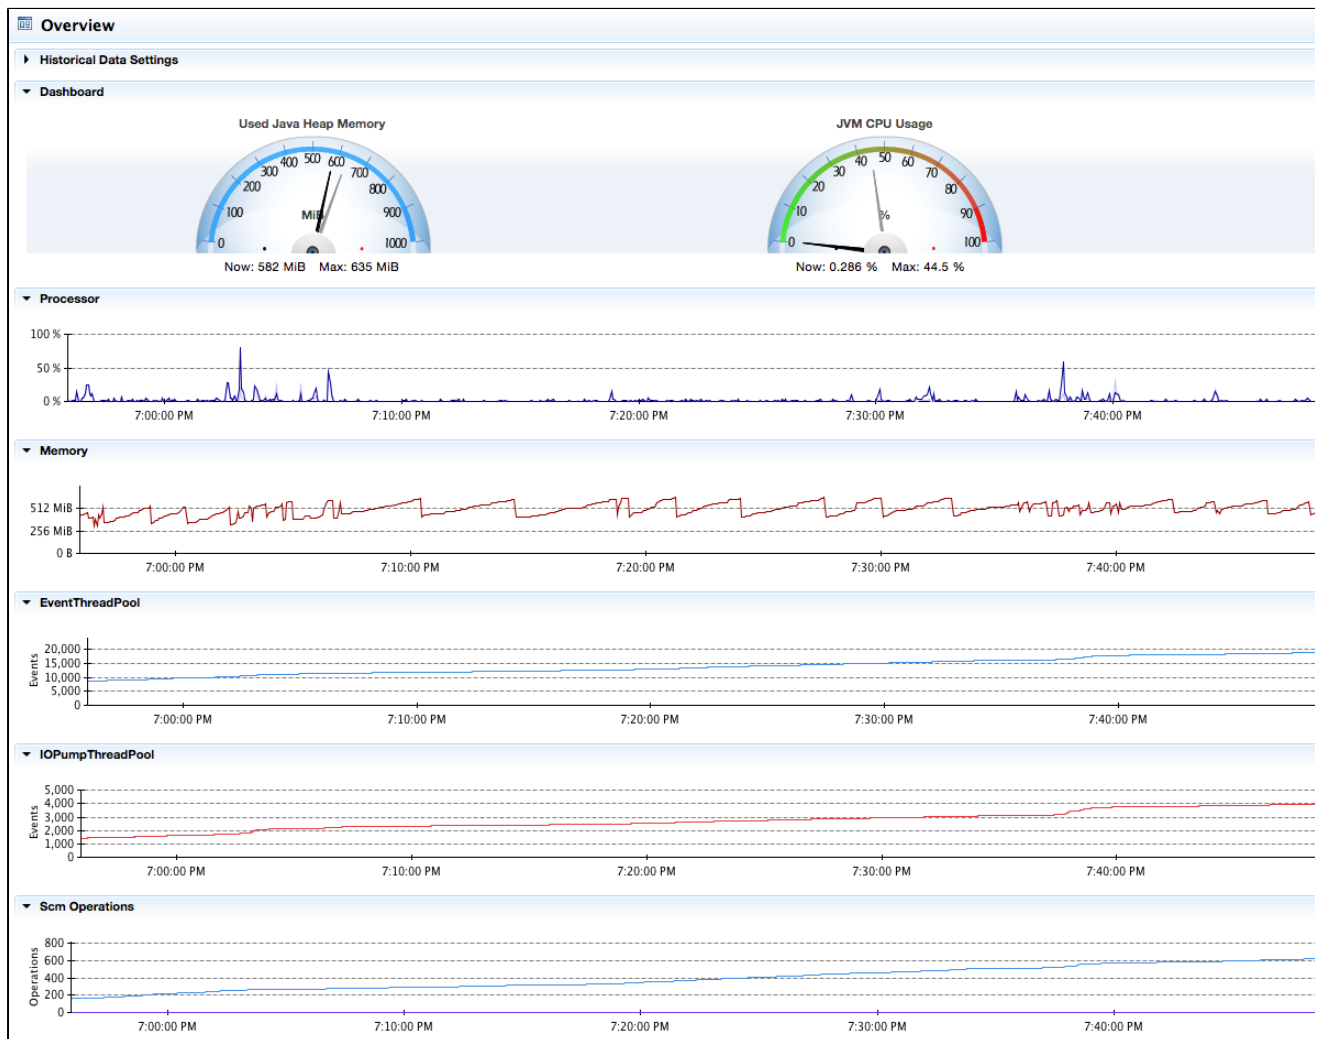 Overview
Historical Data Settings
Dashboard
Used Java Heap Memory
0 100 200 300 400 500 600 700 800 900 1000
MiB
Now: 582 MiB Max: 635 MiB
JVM CPU Usage
0 10 20 30 40 50 60 70 80 90 100
%
Now: 0.286 % Max: 44.5 %
Processor
100 %
50 %
0 %
7:00:00 PM 7:10:00 PM 7:20:00 PM 7:30:00 PM 7:40:00 PM
Memory
512 MiB
256 MiB
0 B
7:00:00 PM 7:10:00 PM 7:20:00 PM 7:30:00 PM 7:40:00 PM
EventThreadPool
Events
20,000
15,000
10,000
5,000
0
7:00:00 PM 7:10:00 PM 7:20:00 PM 7:30:00 PM 7:40:00 PM
IOPumpThreadPool
Events
5,000
4,000
3,000
2,000
1,000
0
7:00:00 PM 7:10:00 PM 7:20:00 PM 7:30:00 PM 7:40:00 PM
Scm Operations
Operations
800
600
400
200
0
7:00:00 PM 7:10:00 PM 7:20:00 PM 7:30:00 PM 7:40:00 PM